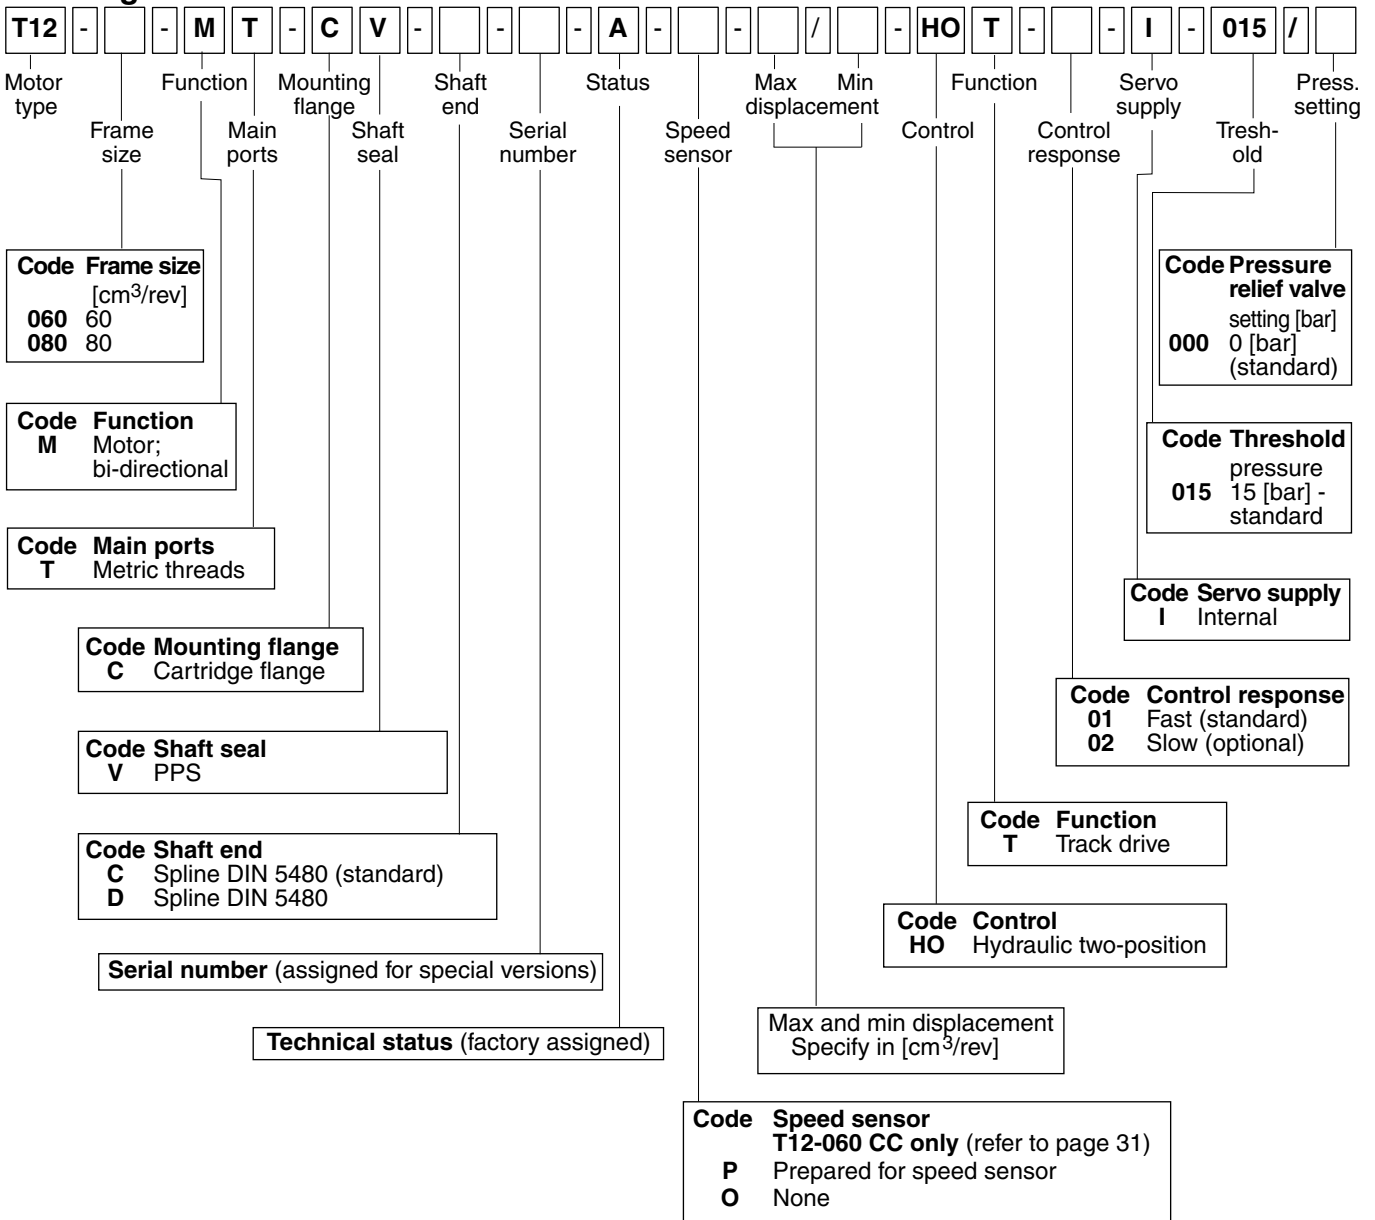 T12 - - M T - C V - - - A - - / - HO T - - I - 015 /
Motor type
Function
Mounting flange
Shaft end
Status
Max Min
displacement
Function
Servo supply
Press. setting
Frame size
Main ports
Shaft seal
Serial number
Speed sensor
Control
Control response
Tresh-
old
Code Frame size
[cm3/rev]
060 60
080 80
Code Pressure
relief valve
setting [bar]
000 0 [bar]
(standard)
Code Function
M Motor;
bi-directional
Code Threshold
pressure
015 15 [bar] -
standard
Code Main ports
T Metric threads
Code Servo supply
I Internal
Code Mounting flange
C Cartridge flange
Code Control response
01 Fast (standard)
02 Slow (optional)
Code Shaft seal
V PPS
Code Function
T Track drive
Code Shaft end
C Spline DIN 5480 (standard)
D Spline DIN 5480
Code Control
HO Hydraulic two-position
Serial number (assigned for special versions)
Max and min displacement
Specify in [cm3/rev]
Technical status (factory assigned)
Code Speed sensor
T12-060 CC only (refer to page 31)
P Prepared for speed sensor
O None